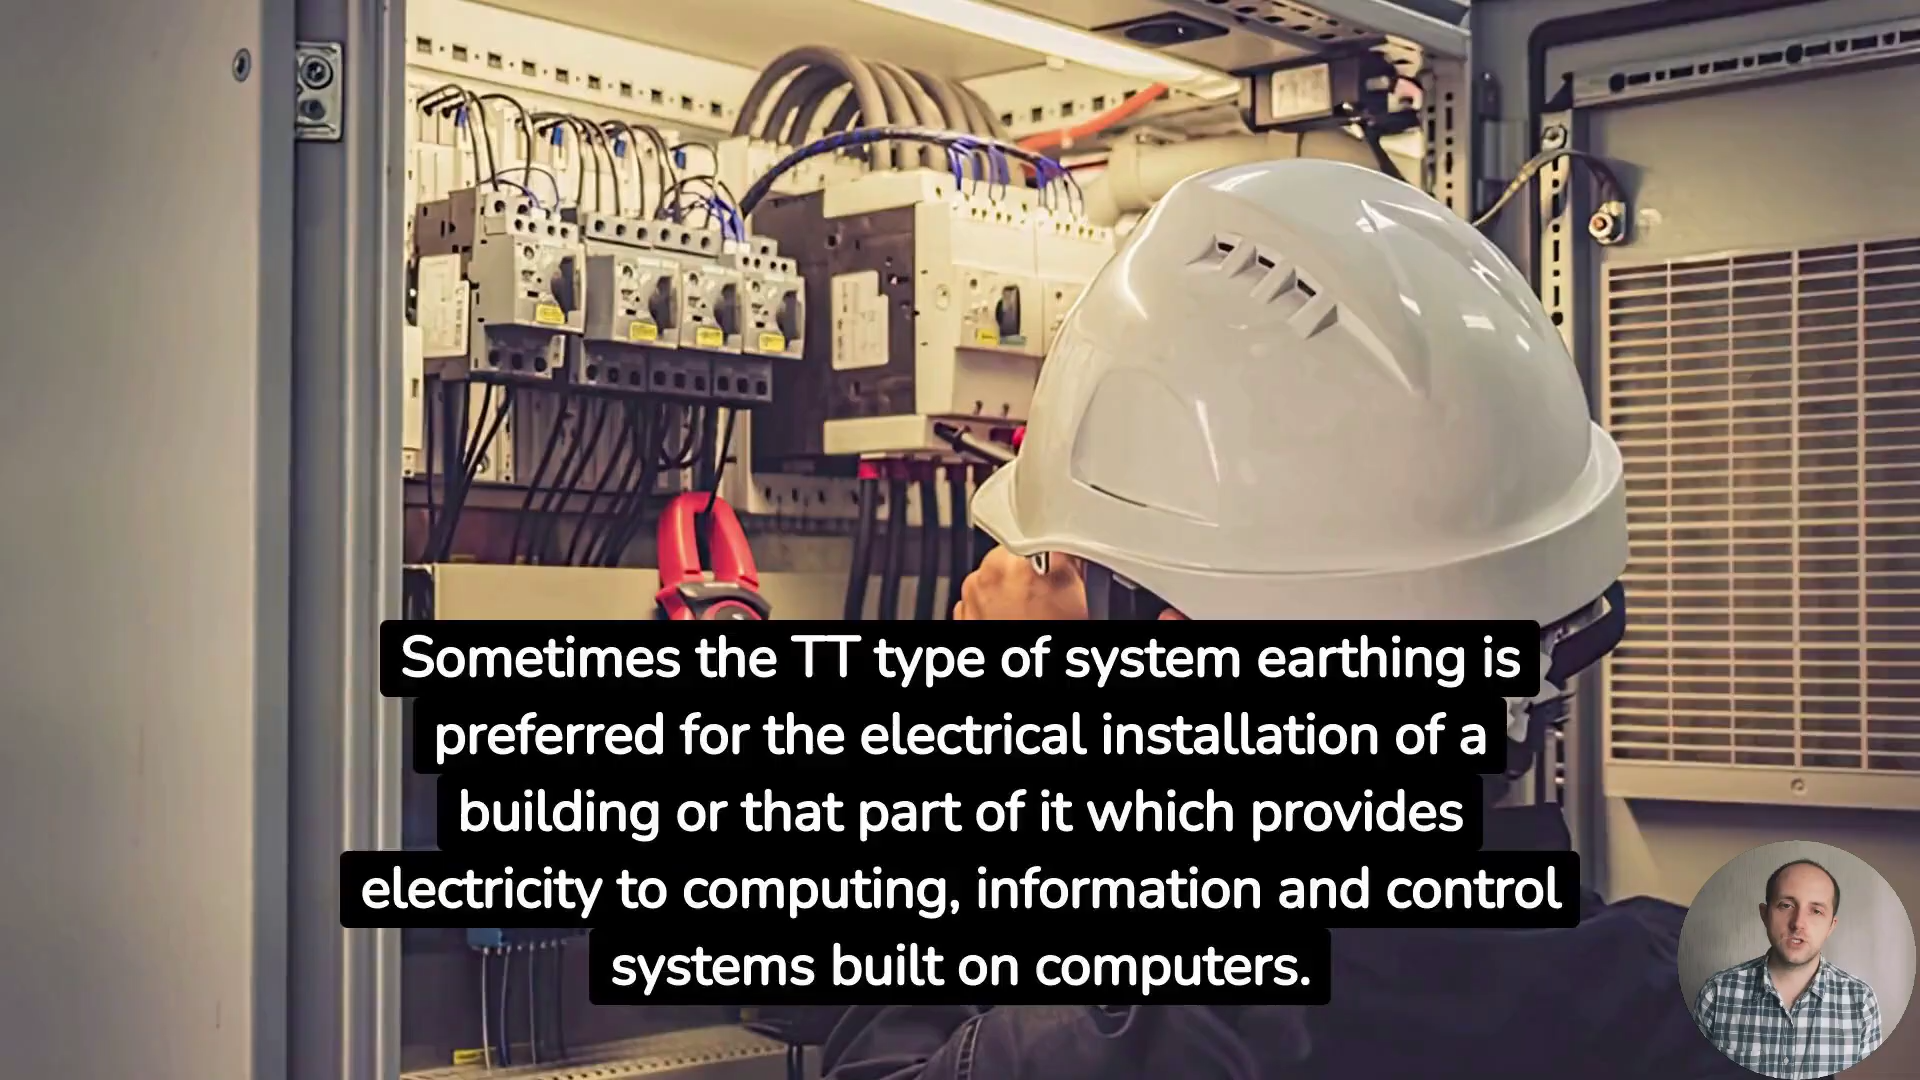 Sometimes the TT type of system earthing is
preferred for the electrical installation of a
building or that part of it which provides
electricity to computing, information and control
systems built on computers.